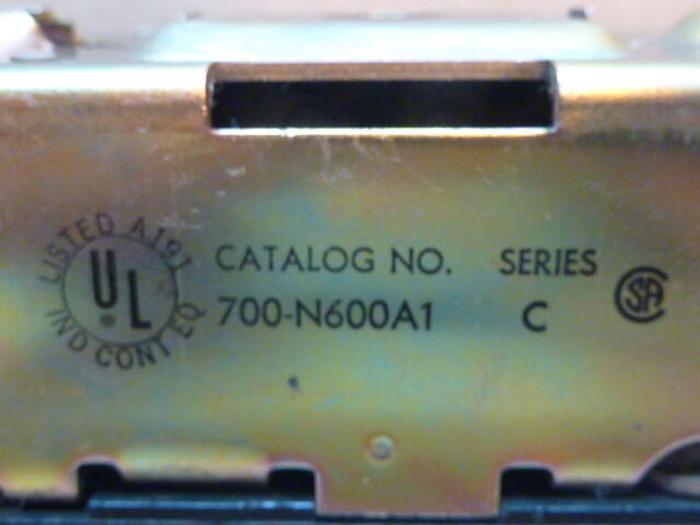 LISTED A191
UL
IND CONT EQ
CATALOG NO. SERIES
700-N600A1 C
SA